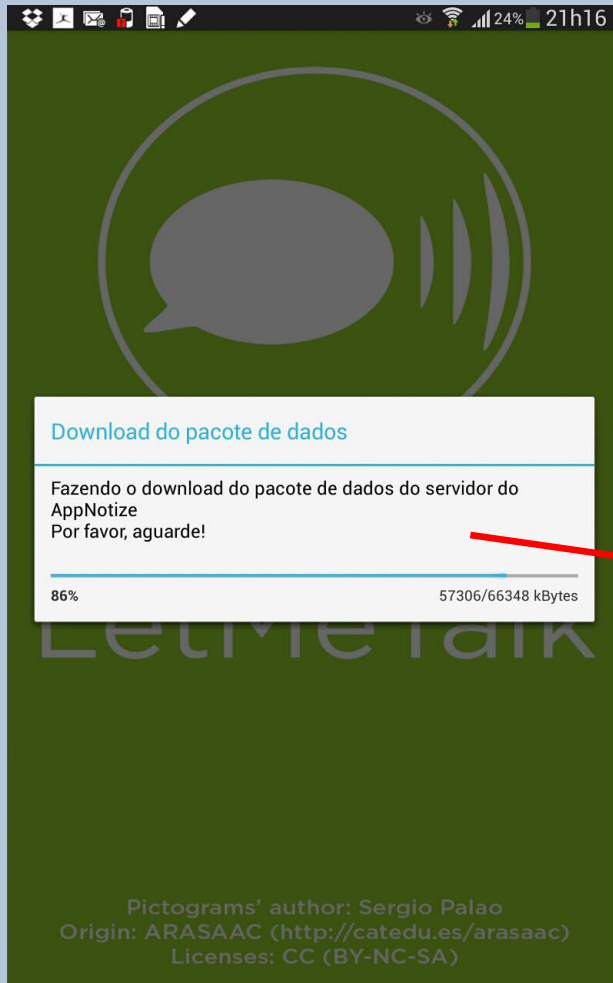 24% 21h16
Download do pacote de dados
Fazendo o download do pacote de dados do servidor do
AppNotize
Por favor, aguarde!
86% 57306/66348 kBytes
LetMeTalk
Pictograms' author: Sergio Palao
Origin: ARASAAC (http://catedu.es/arasaac)
Licenses: CC (BY-NC-SA)